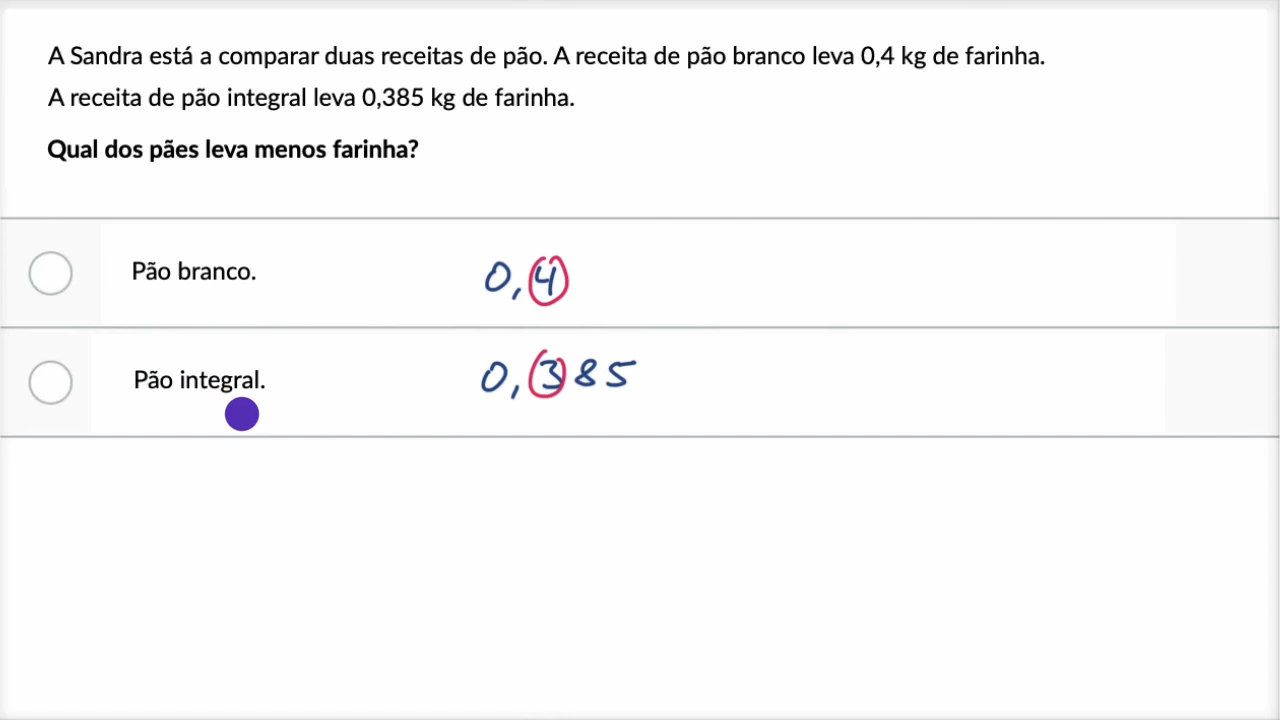 A Sandra está a comparar duas receitas de pão. A receita de pão branco leva 0,4 kg de farinha.
A receita de pão integral leva 0,385 kg de farinha.
Qual dos pães leva menos farinha?
Pão branco. 0,4
Pão integral. 0,385